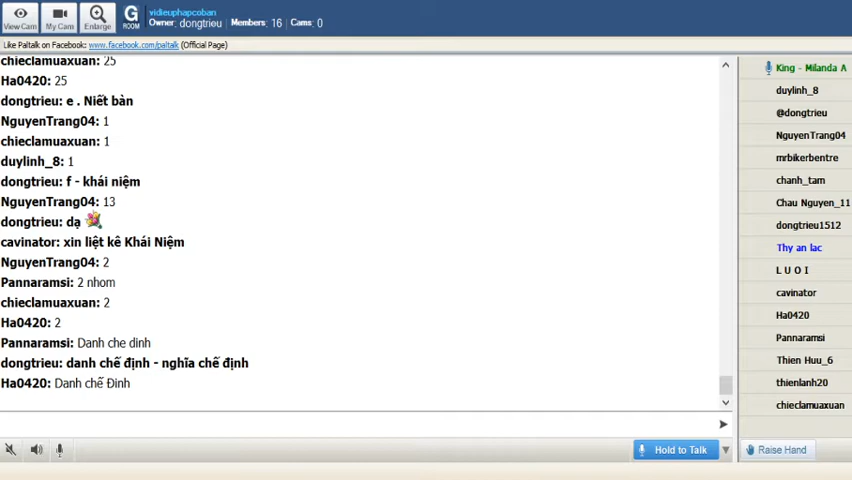 View Cam
My Cam
Enlarge
G
ROOM
vidieuphapcoban
Owner: dongtrieu   Members: 16   Cams: 0
Like Paltalk on Facebook: www.facebook.com/paltalk (Official Page)
chieclamuaxuan: 25
Ha0420: 25
dongtrieu: e . Niết bàn
NguyenTrang04: 1
chieclamuaxuan: 1
duylinh_8: 1
dongtrieu: f - khái niệm
NguyenTrang04: 13
dongtrieu: dạ
cavinator: xin liệt kê Khái Niệm
NguyenTrang04: 2
Pannaramsi: 2 nhom
chieclamuaxuan: 2
Ha0420: 2
Pannaramsi: Danh che dinh
dongtrieu: danh chế định - nghĩa chế định
Ha0420: Danh chế Đinh
King - Milanda A
duylinh_8
@dongtrieu
NguyenTrang04
mrbikerbentre
chanh_tam
Chau Nguyen_11
dongtrieu1512
Thy an lac
L U O I
cavinator
Ha0420
Pannaramsi
Thien Huu_6
thienlanh20
chieclamuaxuan
Hold to Talk
Raise Hand